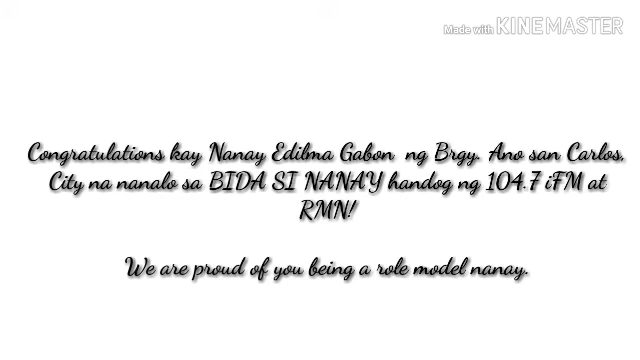 Made with KINEMASTER
Congratulations kay Nanay Edilma Gabon ng Brgy. Ano san Carlos,
City na nanalo sa BIDA SI NANAY handog ng 104.7 iFM at
RMN!
We are proud of you being a role model nanay.